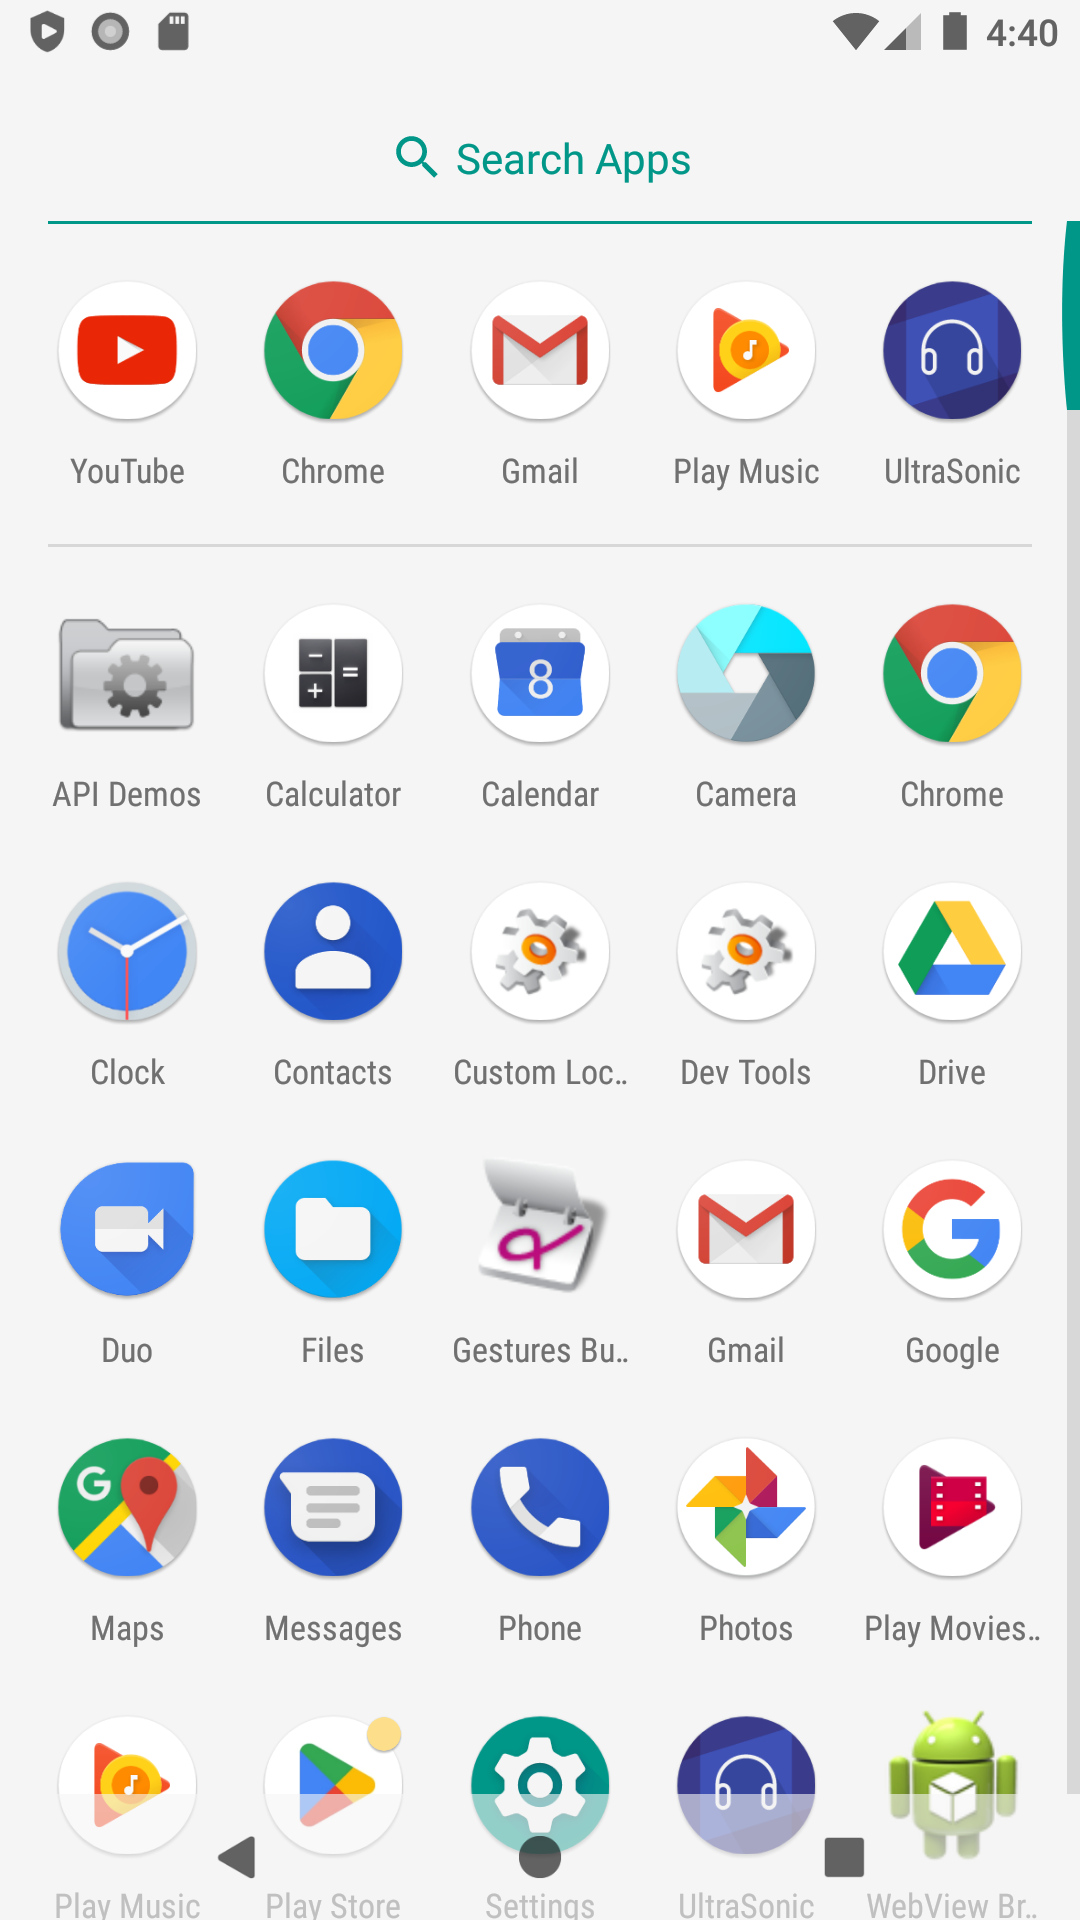 4:40
Search Apps
YouTube Chrome Gmail Play Music UltraSonic
API Demos Calculator Calendar Camera Chrome
8
Clock Contacts Custom Loc.. Dev Tools Drive
Duo Files Gestures Bu.. Gmail Google
Maps Messages Phone Photos Play Movies..
Play Music Play Store Settings UltraSonic WebView Br..